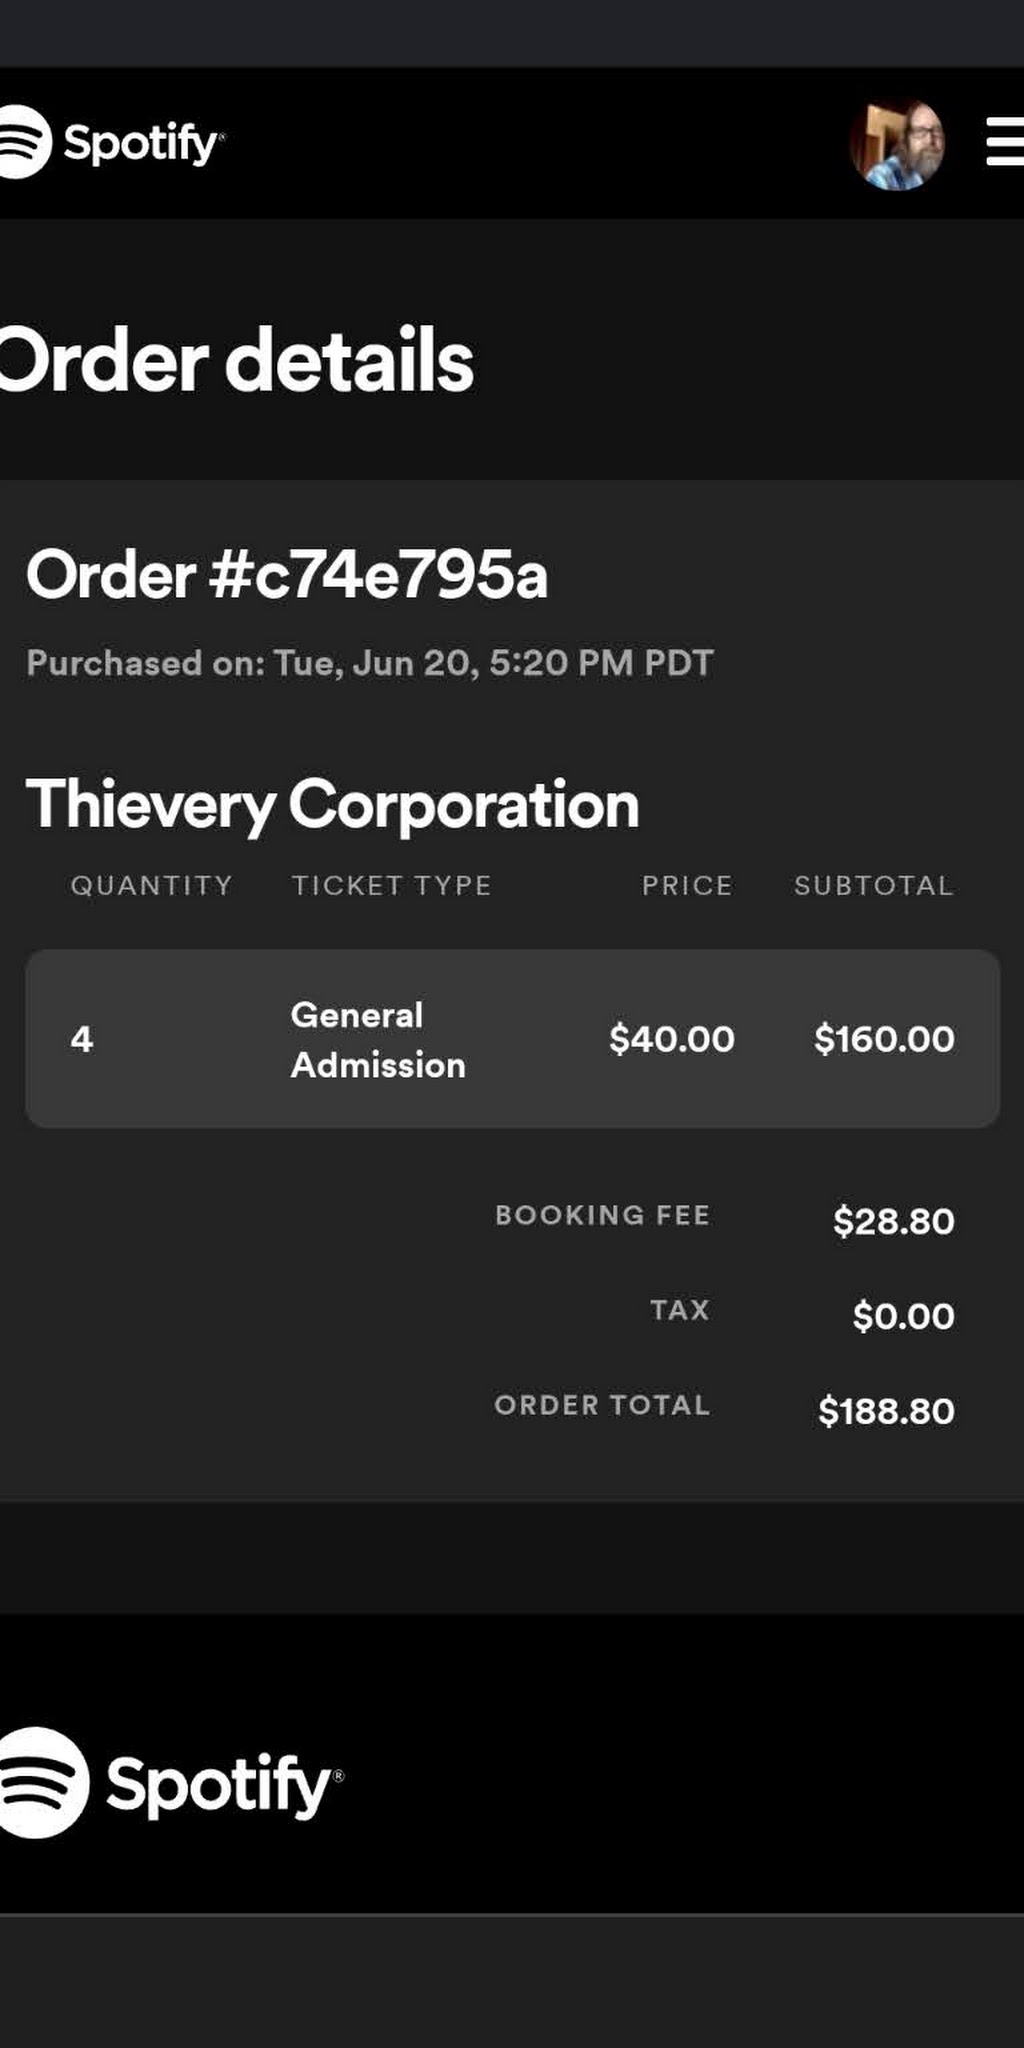 Spotify®
Order details
Order #c74e795a
Purchased on: Tue, Jun 20, 5:20 PM PDT
Thievery Corporation
QUANTITY TICKET TYPE PRICE SUBTOTAL
4 General Admission $40.00 $160.00
BOOKING FEE $28.80
TAX $0.00
ORDER TOTAL $188.80
Spotify®